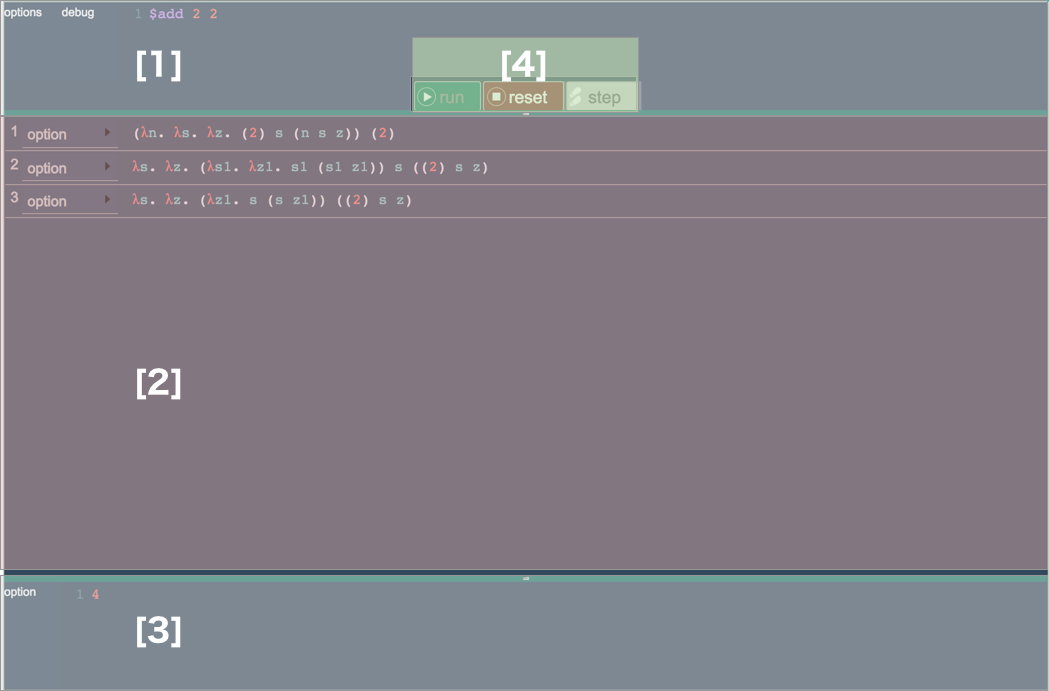 options debug 1 $add 2 2
[1] [4]
run reset step
1 option (λn. λs. λz. (2) s (n s z)) (2)
2 option λs. λz. (λs1. λz1. s1 (s1 z1)) s ((2) s z)
3 option λs. λz. (λz1. s (s z1)) ((2) s z)
[2]
option 1 4
[3]